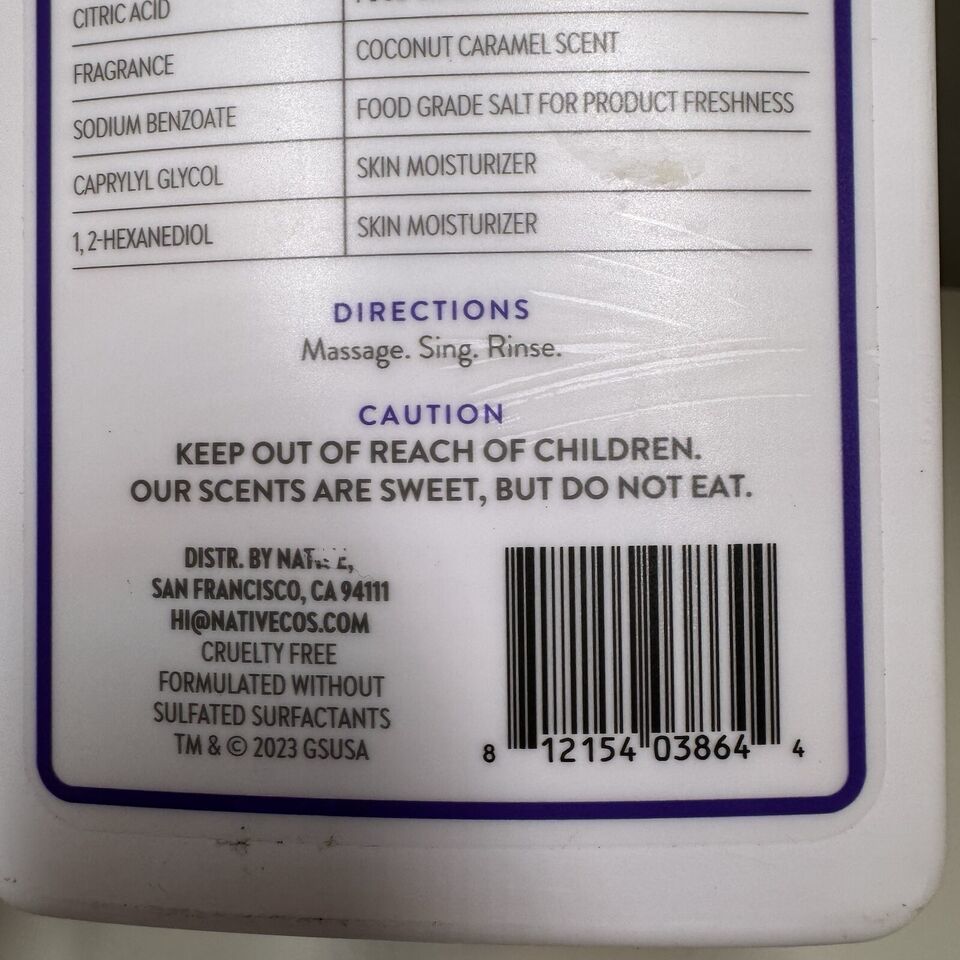 CITRIC ACID
FRAGRANCE COCONUT CARAMEL SCENT
SODIUM BENZOATE FOOD GRADE SALT FOR PRODUCT FRESHNESS
CAPRYLYL GLYCOL SKIN MOISTURIZER
1, 2-HEXANEDIOL SKIN MOISTURIZER
DIRECTIONS
Massage. Sing. Rinse.
CAUTION
KEEP OUT OF REACH OF CHILDREN.
OUR SCENTS ARE SWEET, BUT DO NOT EAT.
DISTR. BY
SAN FRANCISCO, CA 94111
HI@NATIVECOS.COM
CRUELTY FREE
FORMULATED WITHOUT
SULFATED SURFACTANTS
TM & © 2023 GSUSA
8 12154 03864 4